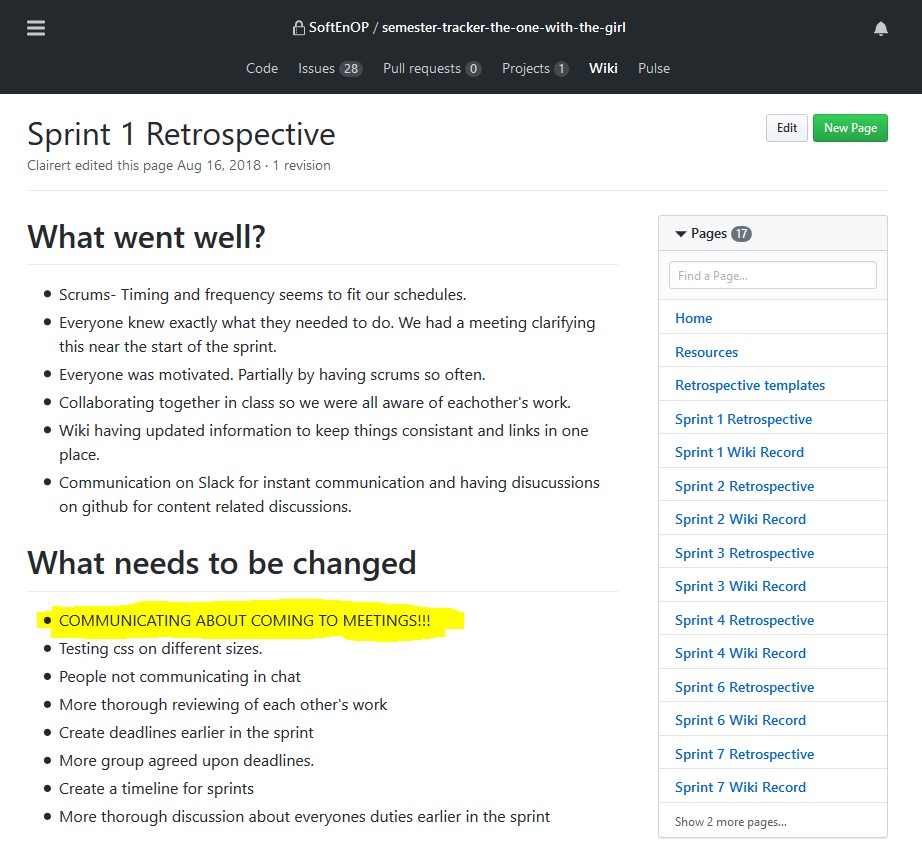 SoftEnOP / semester-tracker-the-one-with-the-girl
Code Issues 28 Pull requests 0 Projects 1 Wiki Pulse
Sprint 1 Retrospective
Edit New Page
Clairert edited this page Aug 16, 2018 · 1 revision
What went well?
Scrums- Timing and frequency seems to fit our schedules.
Everyone knew exactly what they needed to do. We had a meeting clarifying
this near the start of the sprint.
Everyone was motivated. Partially by having scrums so often.
Collaborating together in class so we were all aware of eachother's work.
Wiki having updated information to keep things consistant and links in one
place.
Communication on Slack for instant communication and having disucussions
on github for content related discussions.
What needs to be changed
COMMUNICATING ABOUT COMING TO MEETINGS!!!
Testing css on different sizes.
People not communicating in chat
More thorough reviewing of each other's work
Create deadlines earlier in the sprint
More group agreed upon deadlines.
Create a timeline for sprints
More thorough discussion about everyones duties earlier in the sprint
Pages 17
Find a Page...
Home
Resources
Retrospective templates
Sprint 1 Retrospective
Sprint 1 Wiki Record
Sprint 2 Retrospective
Sprint 2 Wiki Record
Sprint 3 Retrospective
Sprint 3 Wiki Record
Sprint 4 Retrospective
Sprint 4 Wiki Record
Sprint 6 Retrospective
Sprint 6 Wiki Record
Sprint 7 Retrospective
Sprint 7 Wiki Record
Show 2 more pages...